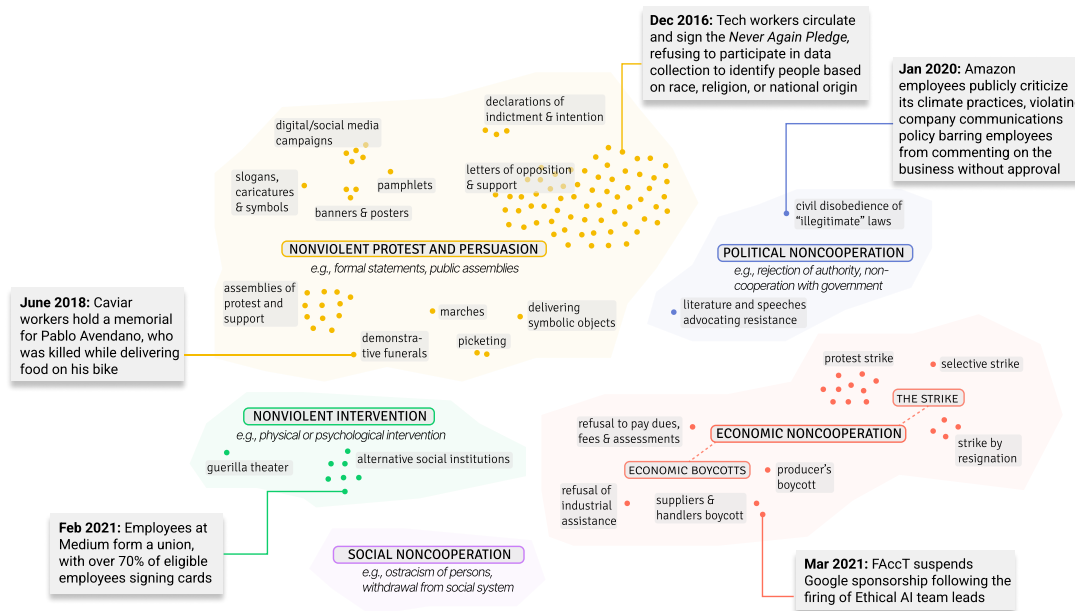 Dec 2016: Tech workers circulate
and sign the Never Again Pledge,
refusing to participate in data
collection to identify people based
on race, religion, or national origin
Jan 2020: Amazon
employees publicly criticize
its climate practices, violatin
company communications
policy barring employees
from commenting on the
business without approval
declarations of
indictment & intention
digital/social media
campaigns
letters of opposition
& support
slogans,
caricatures
& symbols
pamphlets
banners & posters
civil disobedience of
“illegitimate” laws
NONVIOLENT PROTEST AND PERSUASION
e.g., formal statements, public assemblies
POLITICAL NONCOOPERATION
e.g., rejection of authority, non-
cooperation with government
assemblies of
protest and
support
marches
delivering
symbolic objects
literature and speeches
advocating resistance
June 2018: Caviar
workers hold a memorial
for Pablo Avendano, who
was killed while delivering
food on his bike
demonstra-
tive funerals
picketing
protest strike
selective strike
THE STRIKE
NONVIOLENT INTERVENTION
e.g., physical or psychological intervention
refusal to pay dues,
fees & assessments
ECONOMIC NONCOOPERATION
strike by
resignation
guerilla theater
alternative social institutions
ECONOMIC BOYCOTTS
producer's
boycott
refusal of
industrial
assistance
suppliers &
handlers boycott
Feb 2021: Employees at
Medium form a union,
with over 70% of eligible
employees signing cards
SOCIAL NONCOOPERATION
e.g., ostracism of persons,
withdrawal from social system
Mar 2021: FAccT suspends
Google sponsorship following the
firing of Ethical AI team leads